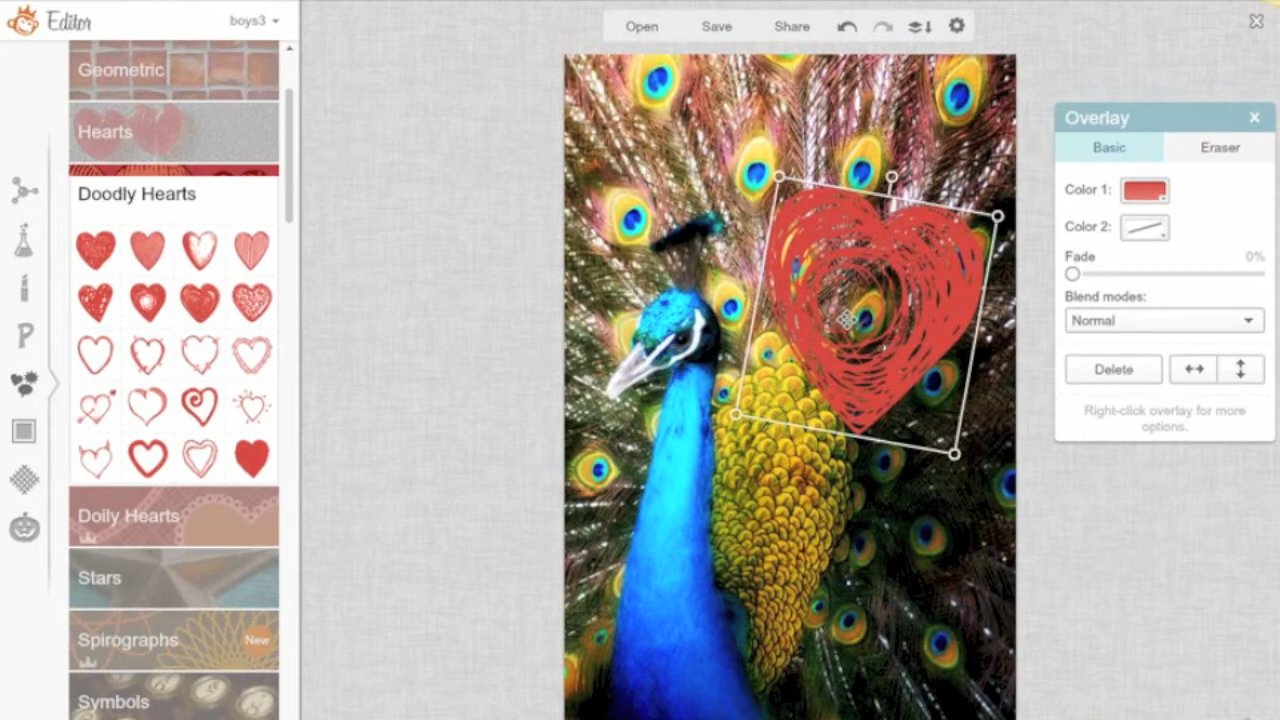 Editor
boys3
Open Save Share
Geometric
Hearts
Doodly Hearts
Doily Hearts
Stars
Spirographs
New
Symbols
Overlay
Basic
Eraser
Color 1:
Color 2:
Fade
0%
Blend modes:
Normal
Delete
Right-click overlay for more
options.